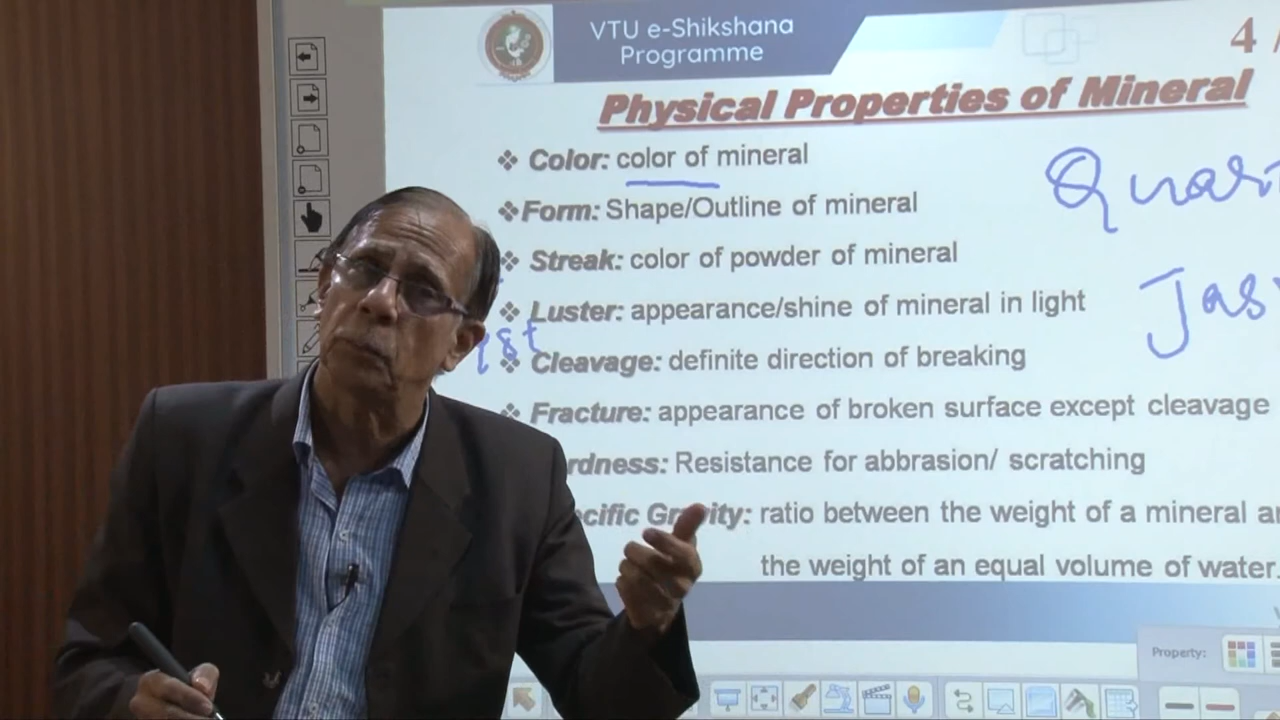 VTU e-Shikshana
Programme
4
Physical Properties of Mineral
❖ Color: color of mineral
❖ Form: Shape/Outline of mineral
❖ Streak: color of powder of mineral
❖ Luster: appearance/shine of mineral in light
❖ Cleavage: definite direction of breaking
❖ Fracture: appearance of broken surface except cleavage
rdness: Resistance for abbrasion/ scratching
ecific Gravity: ratio between the weight of a mineral an
the weight of an equal volume of water.
Property: